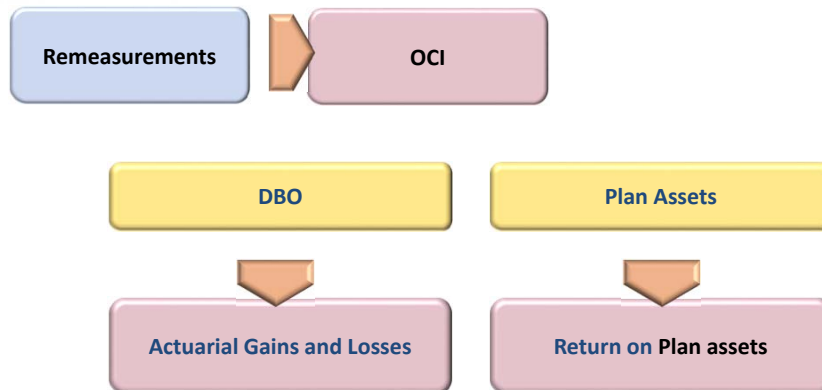 Remeasurements
OCI
DBO
Plan Assets
Actuarial Gains and Losses
Return on Plan assets